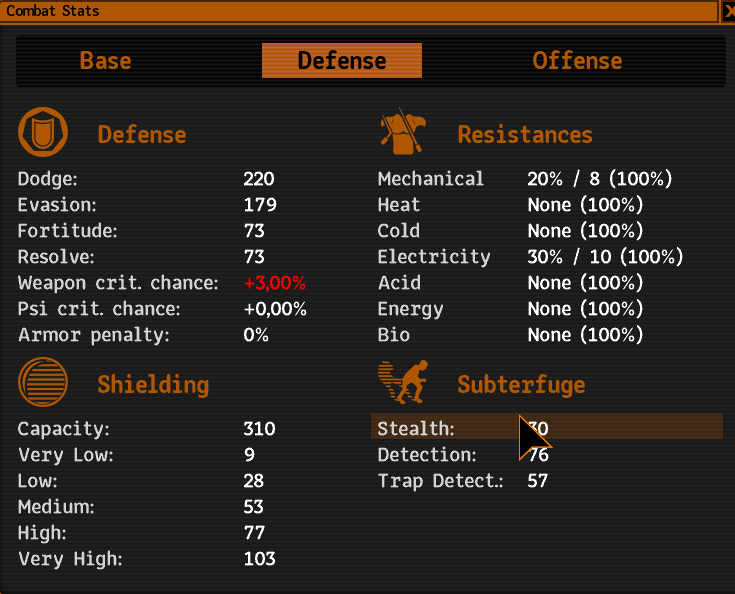 Combat Stats
Base Defense Offense
Defense
Dodge: 220
Evasion: 179
Fortitude: 73
Resolve: 73
Weapon crit. chance: +3,00%
Psi crit. chance: +0,00%
Armor penalty: 0%
Resistances
Mechanical 20% / 8 (100%)
Heat None (100%)
Cold None (100%)
Electricity 30% / 10 (100%)
Acid None (100%)
Energy None (100%)
Bio None (100%)
Shielding
Capacity: 310
Very Low: 9
Low: 28
Medium: 53
High: 77
Very High: 103
Subterfuge
Stealth:
Detection: 76
Trap Detect.: 57